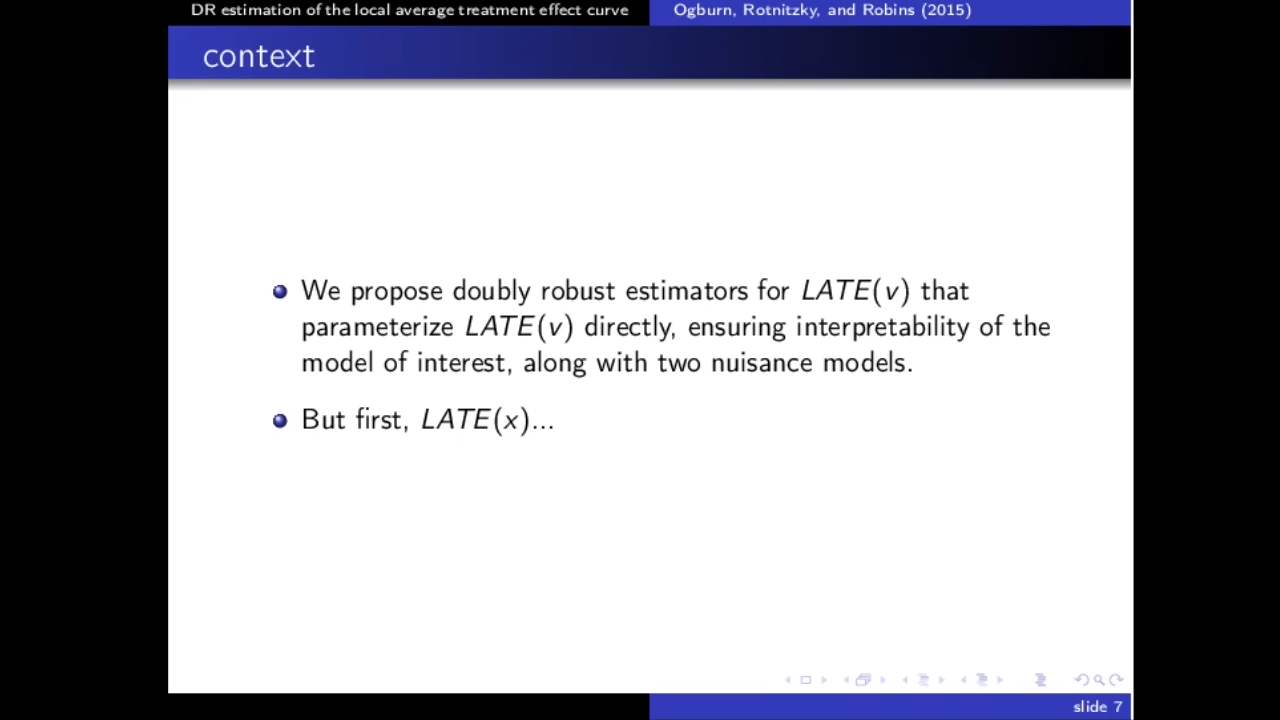 DR estimation of the local average treatment effect curve
Ogburn, Rotnitzky, and Robins (2015)
context
We propose doubly robust estimators for LATE(v) that
parameterize LATE(v) directly, ensuring interpretability of the
model of interest, along with two nuisance models.
But first, LATE(x)...
slide 7